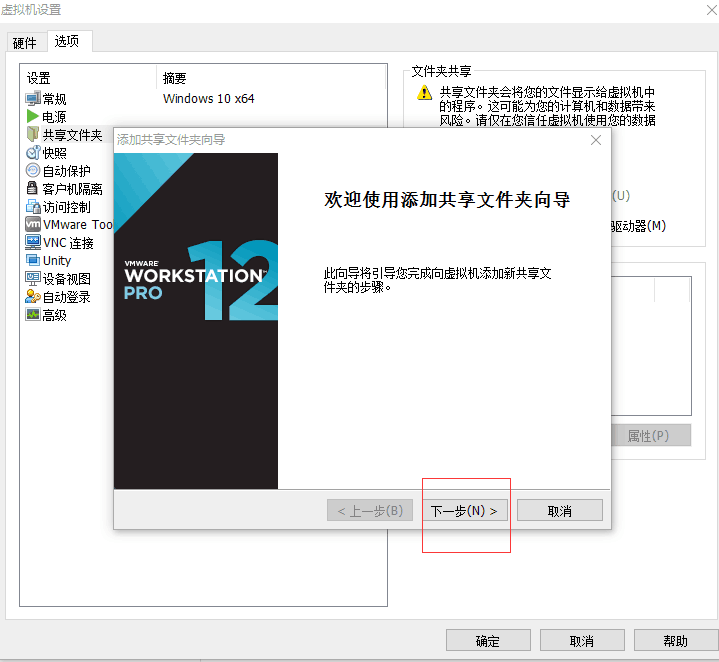 虚拟机设置
硬件 选项
设置 摘要
常规 Windows 10 x64
电源
共享文件夹
快照
自动保护
客户机隔离
访问控制
VMware Too
VNC 连接
Unity
设备视图
自动登录
高级
文件夹共享
共享文件夹会将您的文件显示给虚拟机中
的程序。这可能为您的计算机和数据带来
风险。请仅在您信任虚拟机使用您的数据
(U)
驱动器(M)
属性(P)
添加共享文件夹向导
VMWARE
WORKSTATION
PRO 12
欢迎使用添加共享文件夹向导
此向导将引导您完成向虚拟机添加新共享文
件夹的步骤。
< 上一步(B) 下一步(N) > 取消
确定 取消 帮助